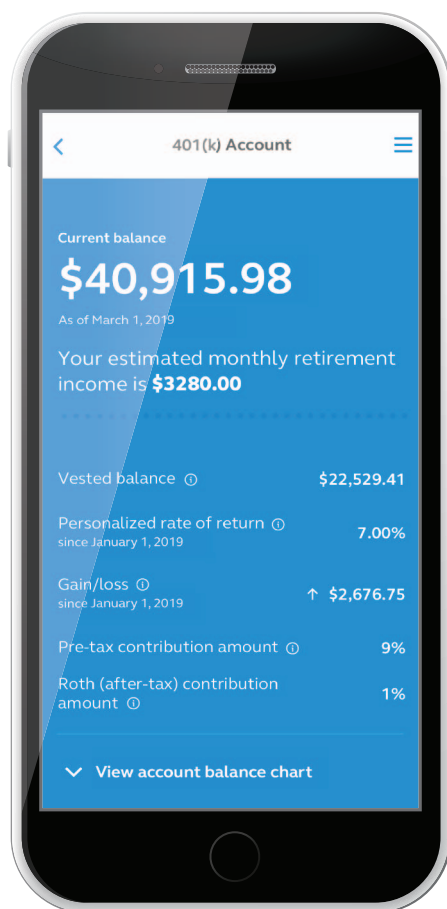 401(k) Account
Current balance
$40,915.98
As of March 1, 2019
Your estimated monthly retirement
income is $3280.00
Vested balance
$22,529.41
Personalized rate of return
since January 1, 2019
7.00%
Gain/loss
since January 1, 2019
↑ $2,676.75
Pre-tax contribution amount
9%
Roth (after-tax) contribution
amount
1%
View account balance chart